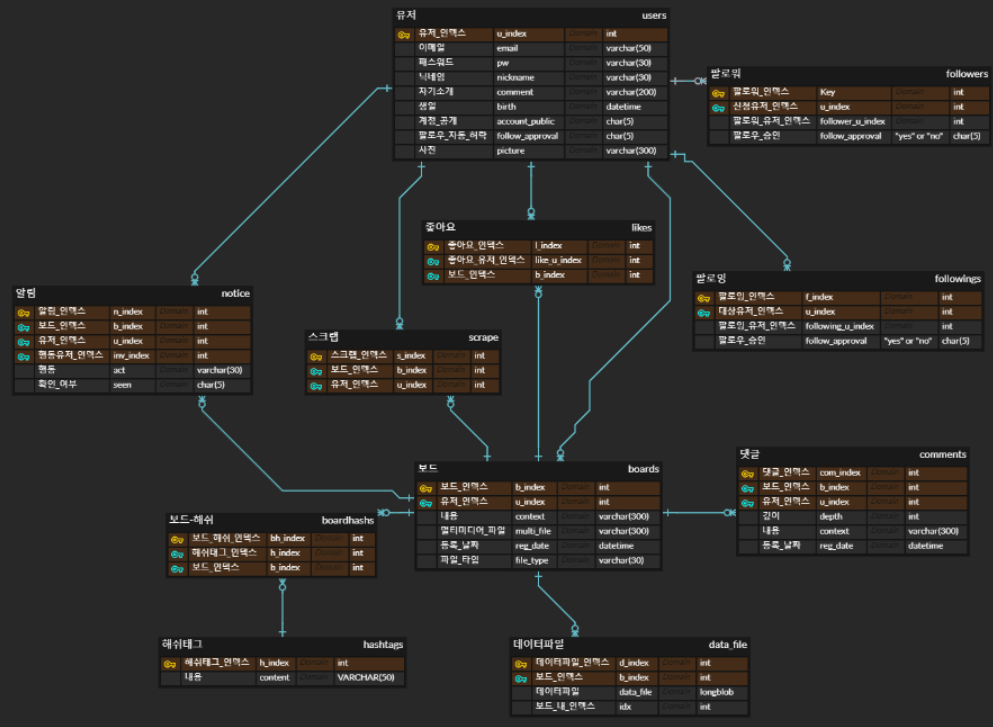 유저 users
유저_인덱스 u_index Domain int
이메일 email Domain varchar(50)
패스워드 pw Domain varchar(30)
닉네임 nickname Domain varchar(30)
자기소개 comment Domain varchar(200)
생일 birth Domain datetime
계정_공개 account_public Domain char(5)
팔로우_자동_허락 follow_approval Domain char(5)
사진 picture Domain varchar(300)
팔로워 followers
팔로워_인덱스 Key Domain int
신청유저_인덱스 u_index Domain int
팔로워_유저_인덱스 follower_u_index Domain int
팔로우_승인 follow_approval "yes" or "no" char(5)
좋아요 likes
좋아요_인덱스 l_index Domain int
좋아요_유저_인덱스 like_u_index Domain int
보드_인덱스 b_index Domain int
팔로잉 followings
팔로잉_인덱스 f_index Domain int
대상유저_인덱스 u_index Domain int
팔로잉_유저_인덱스 following_u_index Domain int
팔로우_승인 follow_approval "yes" or "no" char(5)
알림 notice
알림_인덱스 n_index Domain int
보드_인덱스 b_index Domain int
유저_인덱스 u_index Domain int
행동유저_인덱스 inv_index Domain int
행동 act Domain varchar(30)
확인_여부 seen Domain char(5)
스크랩 scrape
스크랩_인덱스 s_index Domain int
보드_인덱스 b_index Domain int
유저_인덱스 u_index Domain int
보드 boards
보드_인덱스 b_index Domain int
유저_인덱스 u_index Domain int
내용 context Domain varchar(300)
멀티미디어_파일 multi_file Domain varchar(300)
등록_날짜 reg_date Domain datetime
파일_타입 file_type Domain varchar(30)
댓글 comments
댓글_인덱스 com_index Domain int
보드_인덱스 b_index Domain int
유저_인덱스 u_index Domain int
깊이 depth Domain int
내용 context Domain varchar(300)
등록_날짜 reg_date Domain datetime
보드-해쉬 boardhashs
보드_해쉬_인덱스 bh_index Domain int
해쉬태그_인덱스 h_index Domain int
보드_인덱스 b_index Domain int
해쉬태그 hashtags
해쉬태그_인덱스 h_index Domain int
내용 content Domain VARCHAR(50)
데이터파일 data_file
데이터파일_인덱스 d_index Domain int
보드_인덱스 b_index Domain int
데이터파일 data_file Domain longblob
보드_내_인덱스 idx Domain int